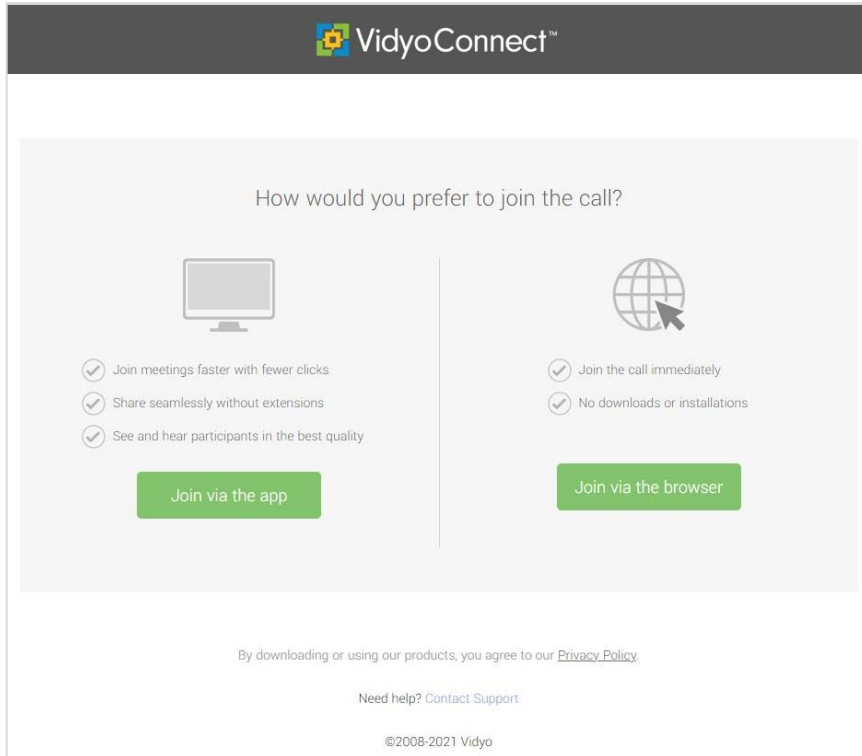 VidyoConnect™
How would you prefer to join the call?
Join meetings faster with fewer clicks
Share seamlessly without extensions
See and hear participants in the best quality
Join via the app
Join the call immediately
No downloads or installations
Join via the browser
By downloading or using our products, you agree to our Privacy Policy.
Need help? Contact Support
©2008-2021 Vidyo